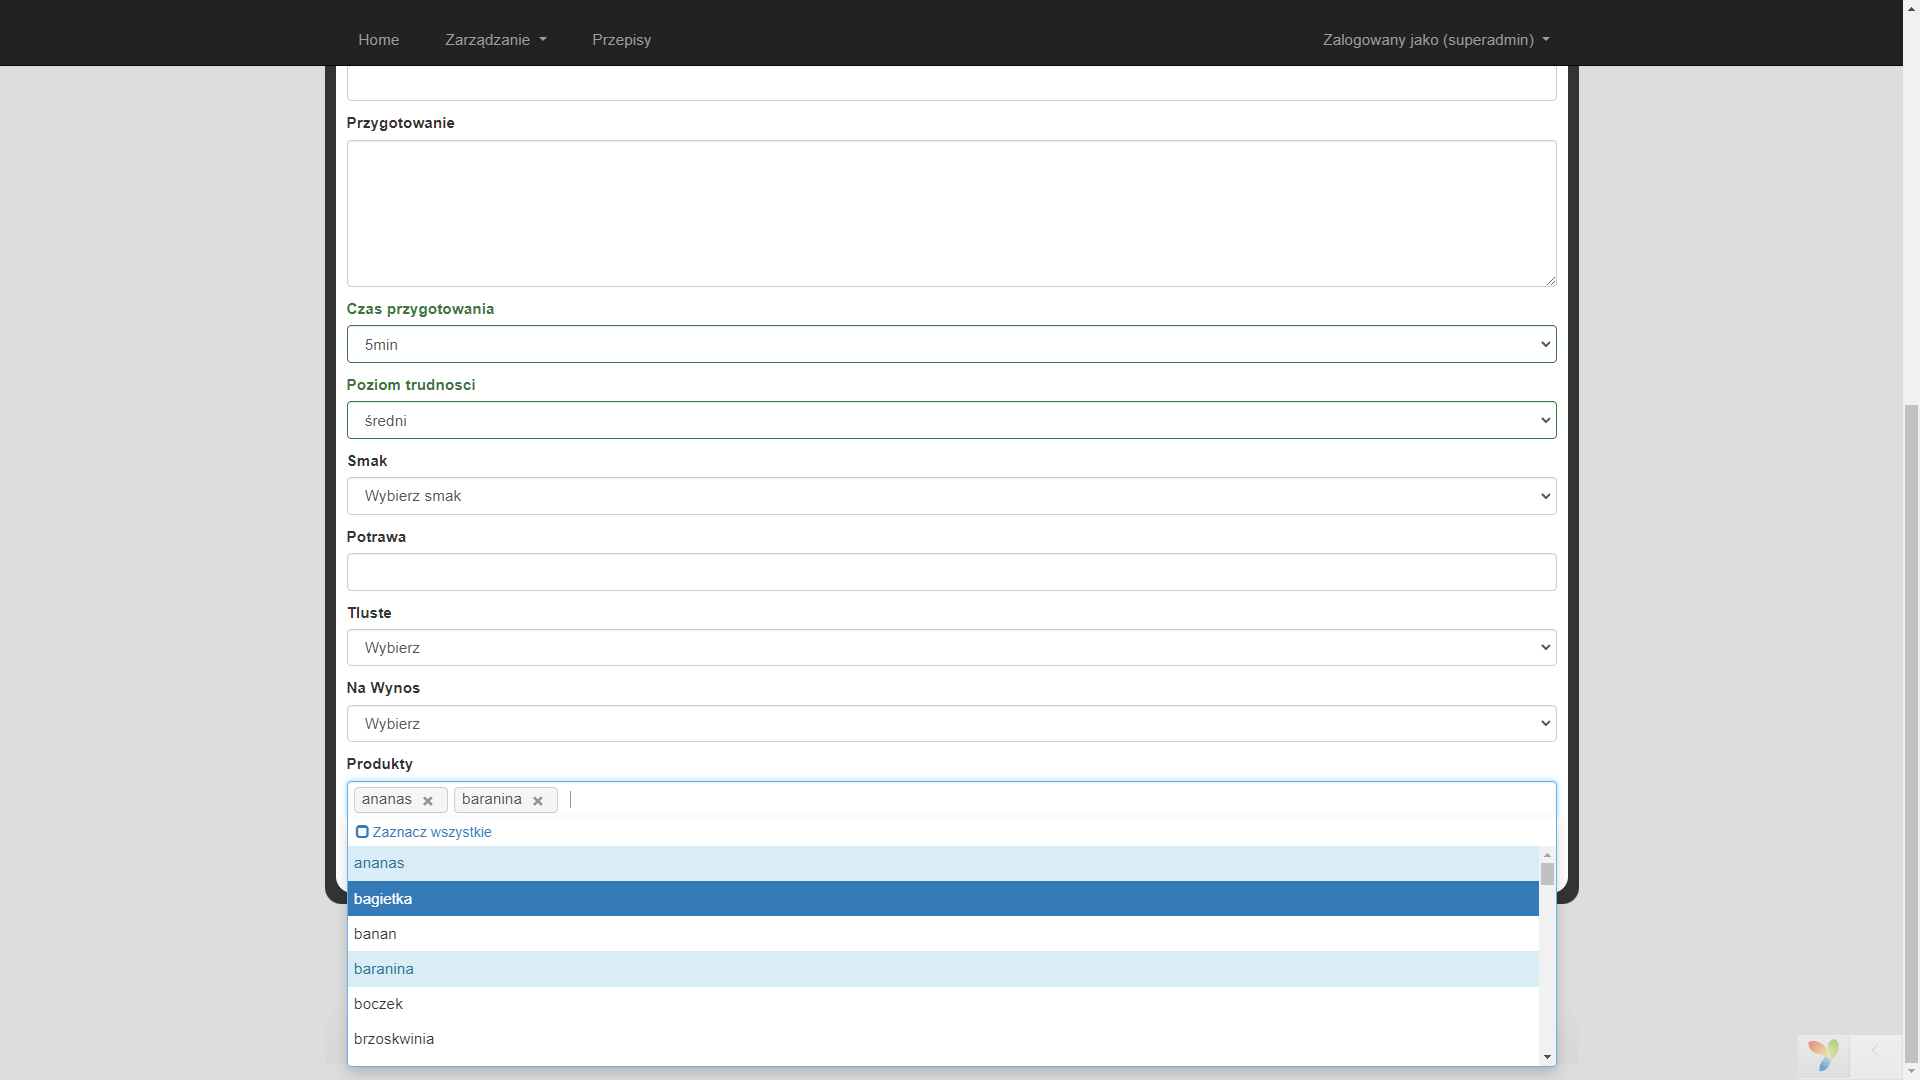 Home Zarządzanie Przepisy Zalogowany jako (superadmin)
Przygotowanie
Czas przygotowania
5min
Poziom trudnosci
średni
Smak
Wybierz smak
Potrawa
Tluste
Wybierz
Na Wynos
Wybierz
Produkty
ananas × baranina ×
Zaznacz wszystkie
ananas
bagietka
banan
baranina
boczek
brzoskwinia